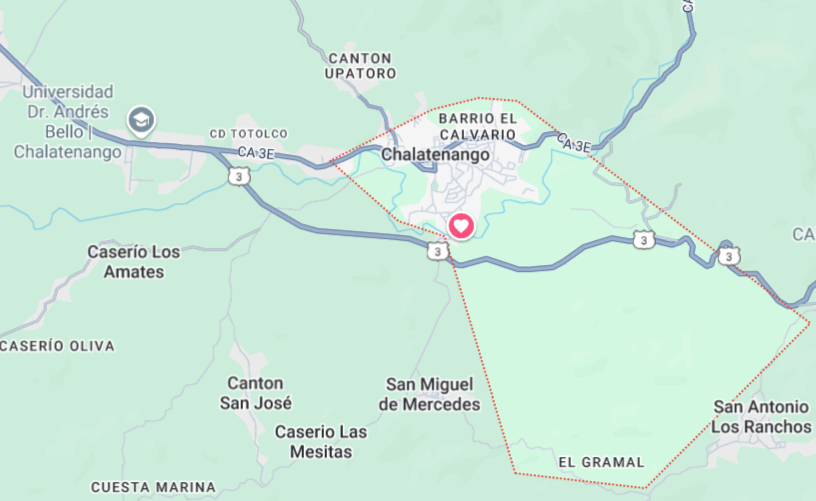 CANTON
UPATORO
Universidad
Dr. Andrés
Bello |
Chalatenango
BARRIO EL
CALVARIO
CD TOTOLCO
CA 3E
CA 3E
Chalatenango
3
3
3
3
CA
Caserío Los
Amates
CASERÍO OLIVA
Canton
San José
San Miguel
de Mercedes
Caserio Las
Mesitas
San Antonio
Los Ranchos
EL GRAMAL
CUESTA MARINA